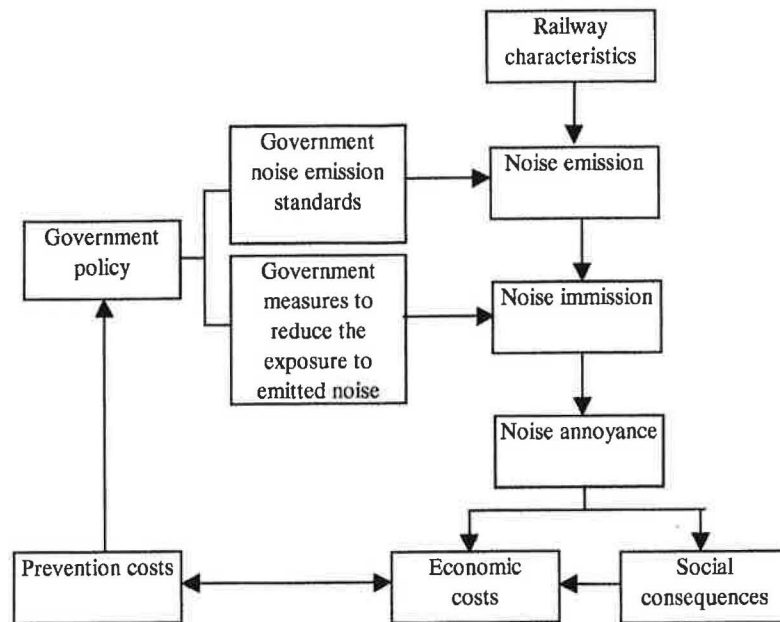 Railway
characteristics
Government
noise emission
standards
Noise emission
Government
policy
Government
measures to
reduce the
exposure to
emitted noise
Noise immission
Noise annoyance
Prevention costs
Economic
costs
Social
consequences